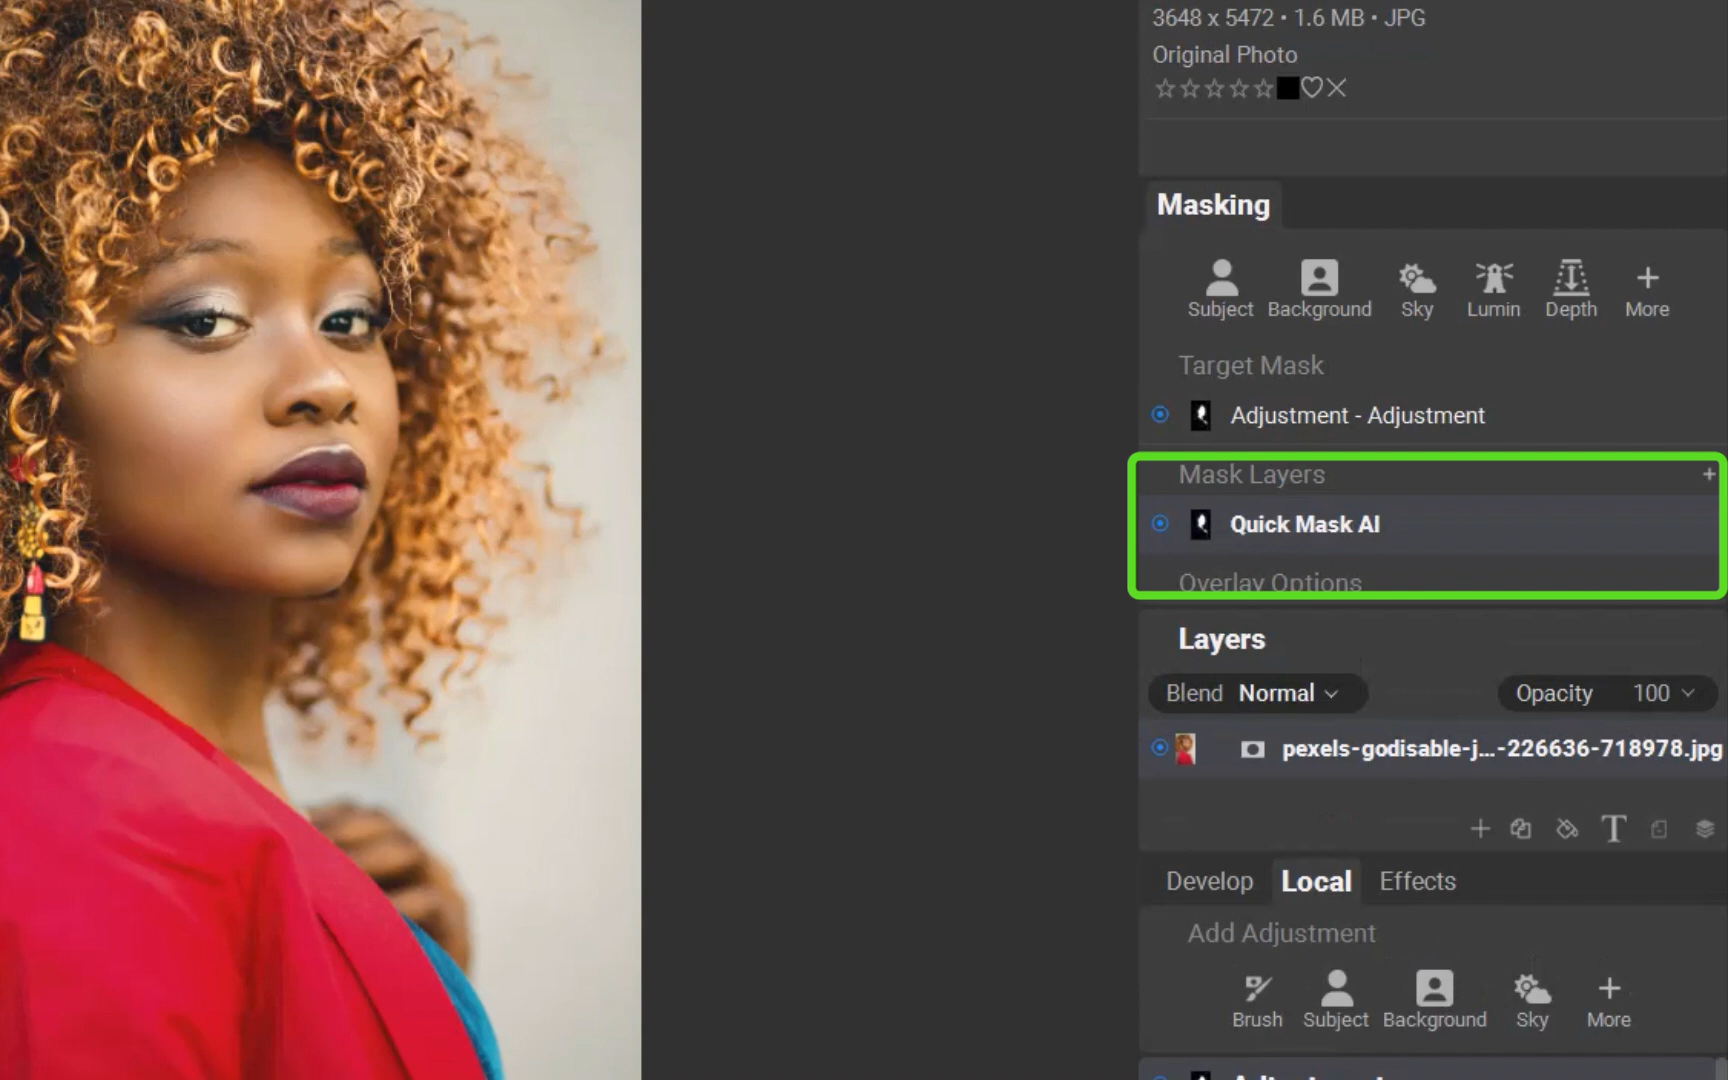 3648 x 5472 • 1.6 MB • JPG
Original Photo
Masking
Subject Background Sky Lumin Depth More
Target Mask
Adjustment - Adjustment
Mask Layers
Quick Mask AI
Overlay Options
Layers
Blend Normal Opacity 100
pexels-godisable-j...-226636-718978.jpg
T
Develop Local Effects
Add Adjustment
Brush Subject Background Sky More